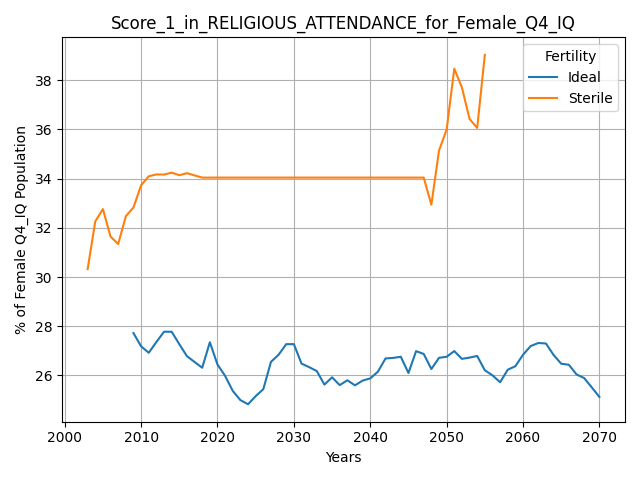 Score_1_in_RELIGIOUS_ATTENDANCE_for_Female_Q4_IQ
% of Female Q4_IQ Population
38
36
34
32
30
28
26
Fertility
Ideal
Sterile
2000 2010 2020 2030 2040 2050 2060 2070
Years